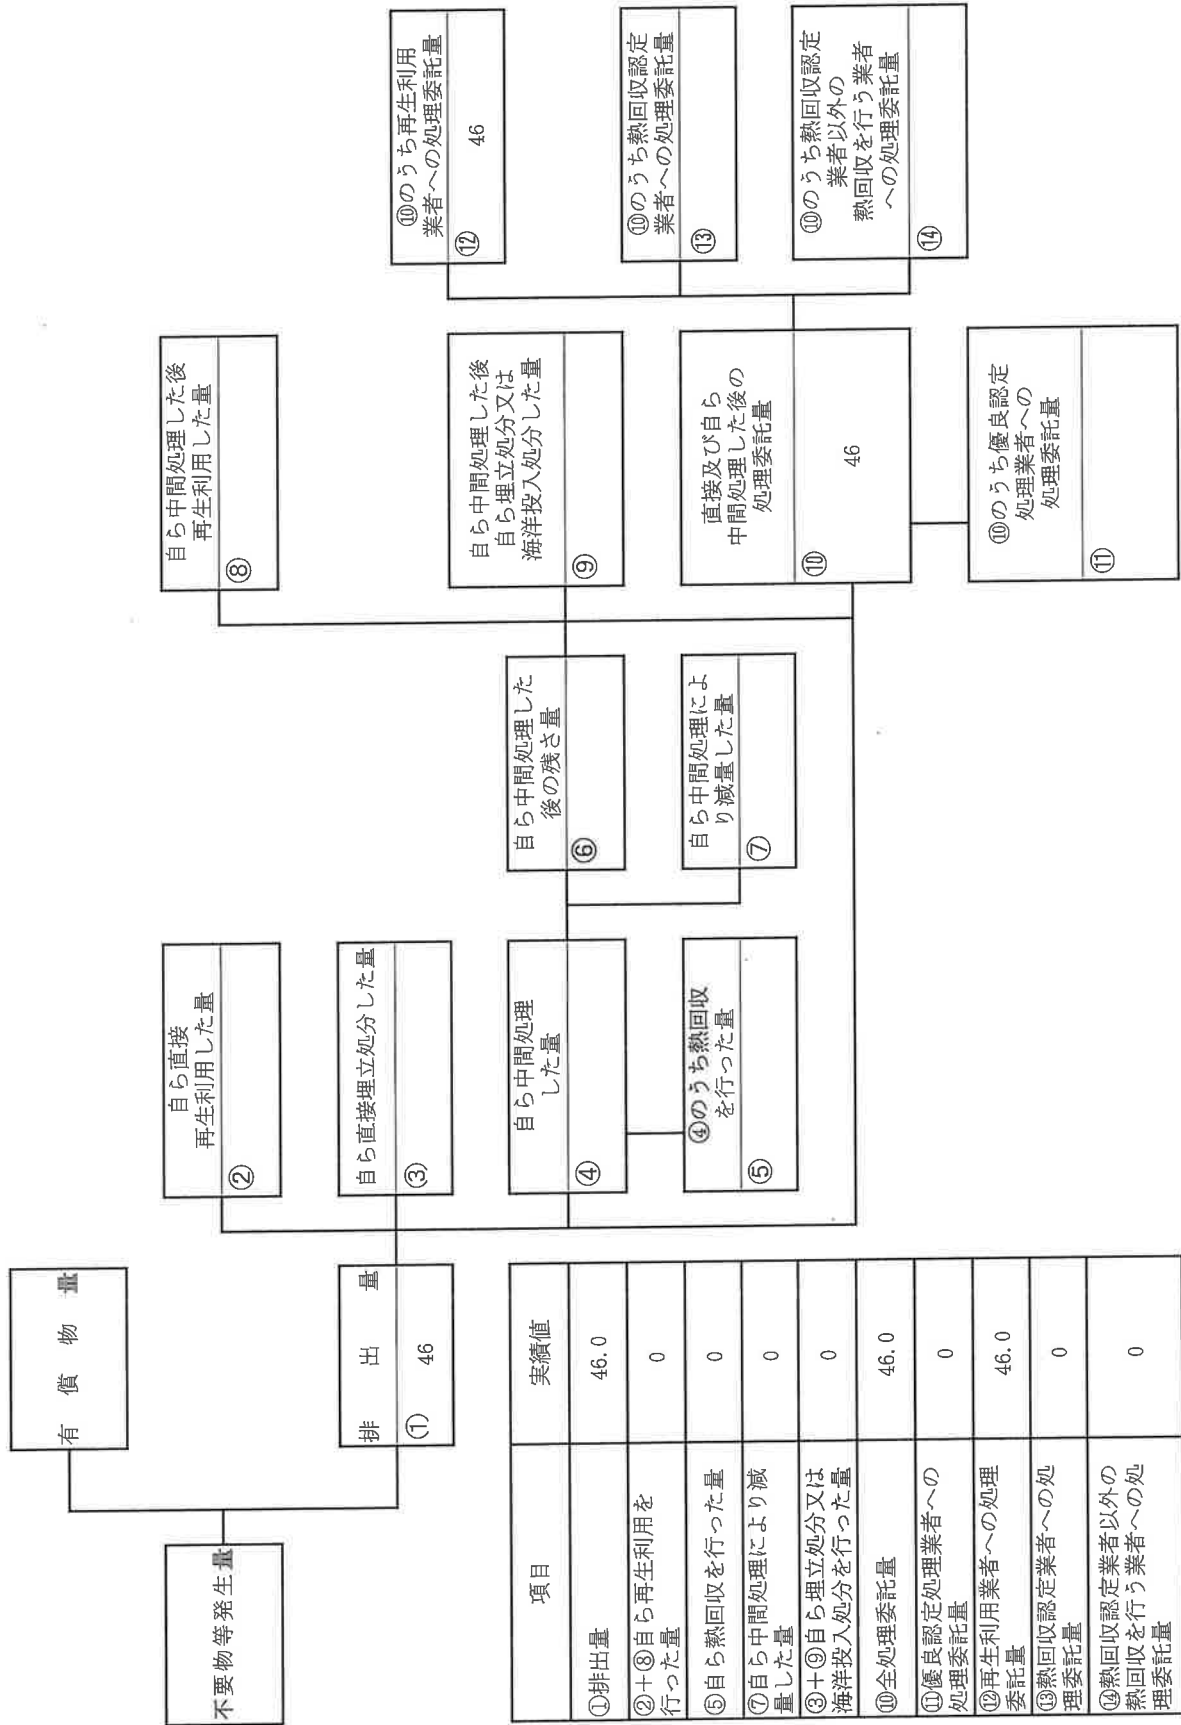 不要物等発生量
有償物量
排出量
①
46
自ら直接
再生利用した量
②
自ら直接埋立処分した量
③
自ら中間処理
した量
④
④のうち熱回収
を行った量
⑤
自ら中間処理した
後の残さ量
⑥
自ら中間処理によ
り減量した量
⑦
自ら中間処理した後
再生利用した量
⑧
自ら中間処理した後
自ら埋立処分又は
海洋投入処分した量
⑨
直接及び自ら
中間処理した後の
処理委託量
⑩
46
⑩のうち優良認定
処理業者への
処理委託量
⑪
⑩のうち再生利用
業者への処理委託量
⑫
46
⑩のうち熱回収認定
業者への処理委託量
⑬
⑩のうち熱回収認定
業者以外の
熱回収を行う業者
への処理委託量
⑭
項目 実績値
①排出量 46.0
②+⑧自ら再生利用を
行った量 0
⑤自ら熱回収を行った量 0
⑦自ら中間処理により減
量した量 0
③+⑨自ら埋立処分又は
海洋投入処分を行った量 0
⑩全処理委託量 46.0
⑪優良認定処理業者への
処理委託量 0
⑫再生利用業者への処理
委託量 46.0
⑬熱回収認定業者への処
理委託量 0
⑭熱回収認定業者以外の
熱回収を行う業者への処
理委託量 0